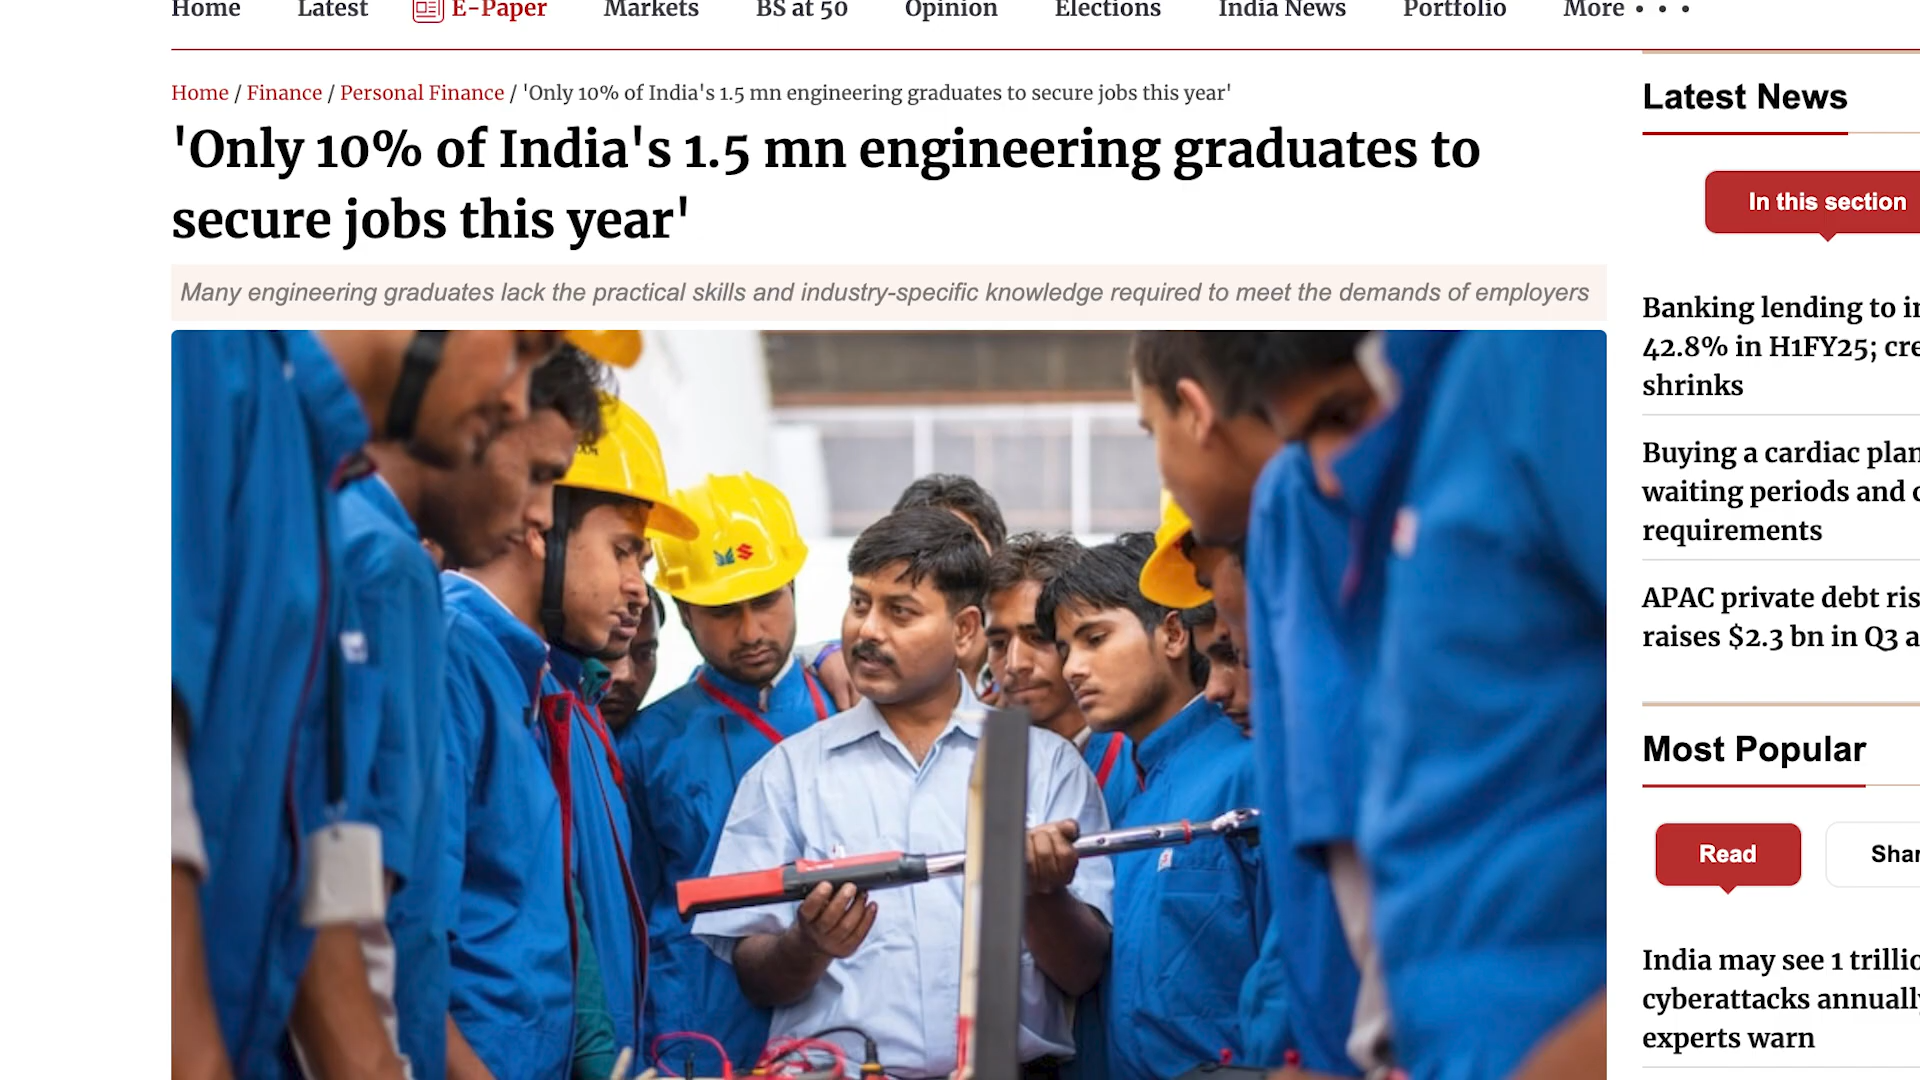 Home Latest E-Paper Markets BS at 50 Opinion Elections India News Portfolio More
Home / Finance / Personal Finance / 'Only 10% of India's 1.5 mn engineering graduates to secure jobs this year'
'Only 10% of India's 1.5 mn engineering graduates to
secure jobs this year'
Many engineering graduates lack the practical skills and industry-specific knowledge required to meet the demands of employers
Latest News
In this section
Banking lending to
42.8% in H1FY25;
shrinks
Buying a cardiac
waiting periods and
requirements
APAC private debt
raises $2.3 bn in Q3
Most Popular
Read
India may see 1
cyberattacks
experts warn